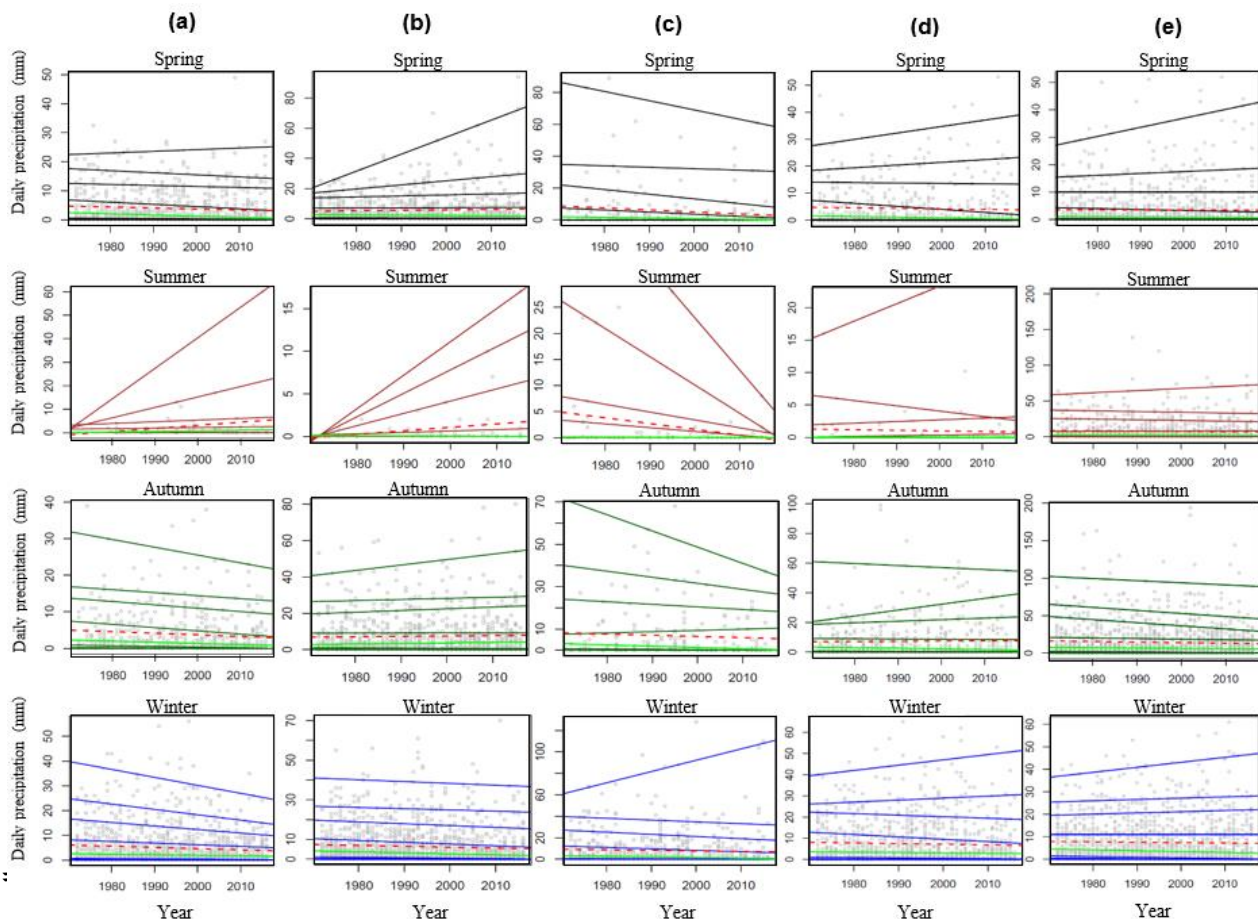 (a) (b) (c) (d) (e)
Spring Spring Spring Spring Spring
Daily precipitation (mm)
50 40 30 20 10 0
80 60 40 20 0
80 60 40 20 0
50 40 30 20 10 0
50 40 30 20 10 0
1980 1990 2000 2010
1980 1990 2000 2010
1980 1990 2000 2010
1980 1990 2000 2010
1980 1990 2000 2010
Summer Summer Summer Summer Summer
Daily precipitation (mm)
60 50 40 30 20 10 0
15 10 5 0
25 20 15 10 5 0
20 15 10 5 0
200 150 100 50 0
1980 1990 2000 2010
1980 1990 2000 2010
1980 1990 2000 2010
1980 1990 2000 2010
1980 1990 2000 2010
Autumn Autumn Autumn Autumn Autumn
Daily precipitation (mm)
40 30 20 10 0
80 60 40 20 0
70 50 30 10 0
100 80 60 40 20 0
200 150 100 50 0
1980 1990 2000 2010
1980 1990 2000 2010
1980 1990 2000 2010
1980 1990 2000 2010
1980 1990 2000 2010
Winter Winter Winter Winter Winter
Daily precipitation (mm)
50 40 30 20 10 0
70 50 30 10 0
100 60 20 0
60 50 40 30 20 10 0
60 50 40 30 20 10 0
1980 1990 2000 2010
1980 1990 2000 2010
1980 1990 2000 2010
1980 1990 2000 2010
1980 1990 2000 2010
Year Year Year Year Year